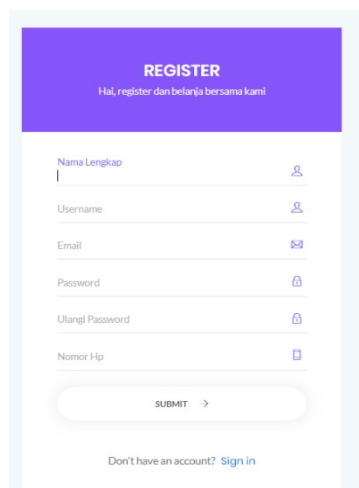 REGISTER
Hai, register dan belanja bersama kami
Nama Lengkap
Username
Email
Password
Ulangl Password
Nomor Hp
SUBMIT
Don't have an account? Sign in